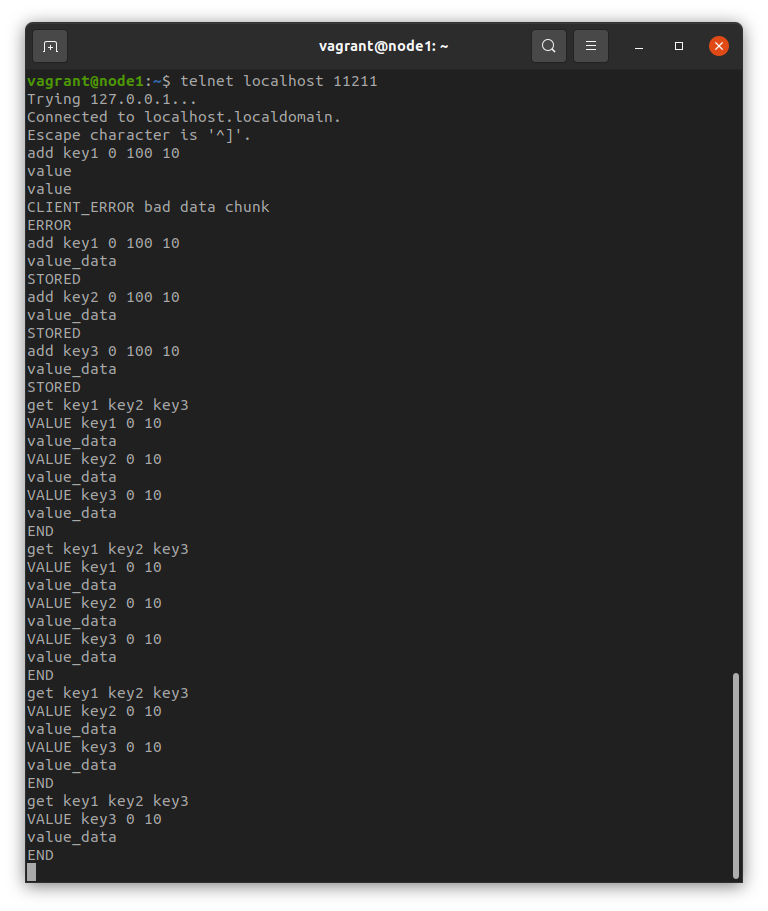 vagrant@node1: ~
vagrant@node1:~$ telnet localhost 11211
Trying 127.0.0.1...
Connected to localhost.localdomain.
Escape character is '^]'.
add key1 0 100 10
value
value
CLIENT_ERROR bad data chunk
ERROR
add key1 0 100 10
value_data
STORED
add key2 0 100 10
value_data
STORED
add key3 0 100 10
value_data
STORED
get key1 key2 key3
VALUE key1 0 10
value_data
VALUE key2 0 10
value_data
VALUE key3 0 10
value_data
END
get key1 key2 key3
VALUE key1 0 10
value_data
VALUE key2 0 10
value_data
VALUE key3 0 10
value_data
END
get key1 key2 key3
VALUE key2 0 10
value_data
VALUE key3 0 10
value_data
END
get key1 key2 key3
VALUE key3 0 10
value_data
END